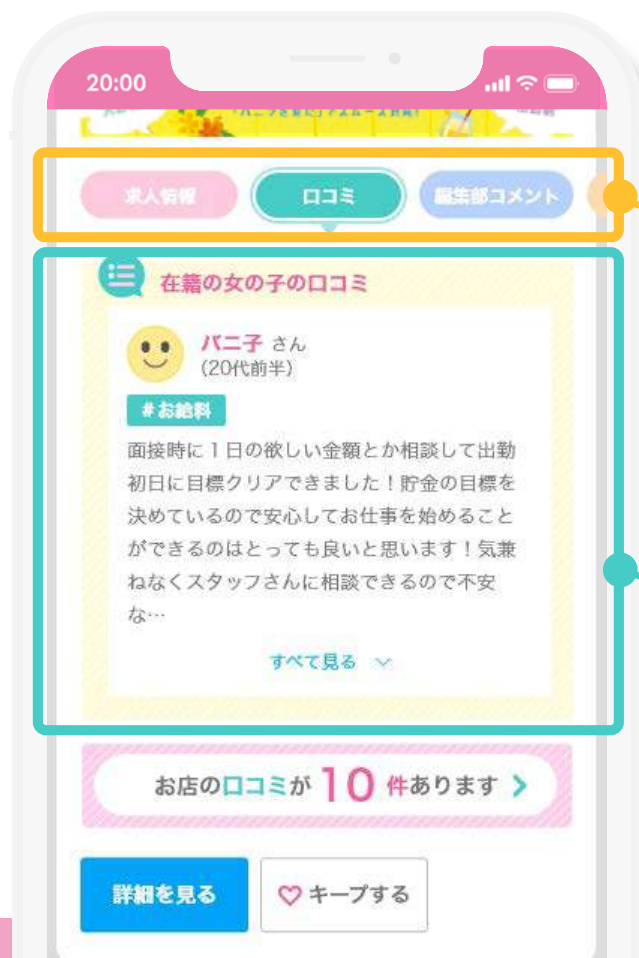 20:00
求人情報
口コミ
編集部コメント
在籍の女の子の口コミ
バニ子 さん
(20代前半)
#お給料
面接時に1日の欲しい金額とか相談して出勤
初日に目標クリアできました!貯金の目標を
決めているので安心してお仕事を始めること
ができるのはとっても良いと思います!気兼
ねなくスタッフさんに相談できるので不安
な…
すべて見る
お店の口コミが 10 件あります
詳細を見る
キープする